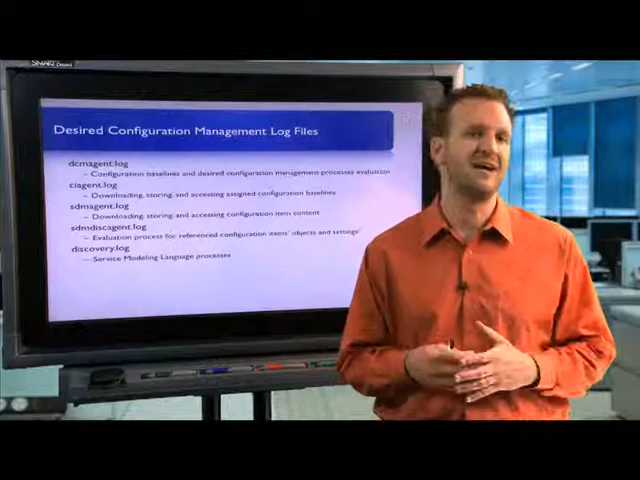 SMART Board
Desired Configuration Management Log Files
dcmagent.log
– Configuration baselines and desired configuration management processes evaluation
ciagent.log
– Downloading, storing, and accessing assigned configuration baselines
sdmagent.log
– Downloading, storing and accessing configuration item content
sdmdiscagent.log
– Evaluation process for referenced configuration items' objects and settings
discovery.log
– Service Modeling Language processes